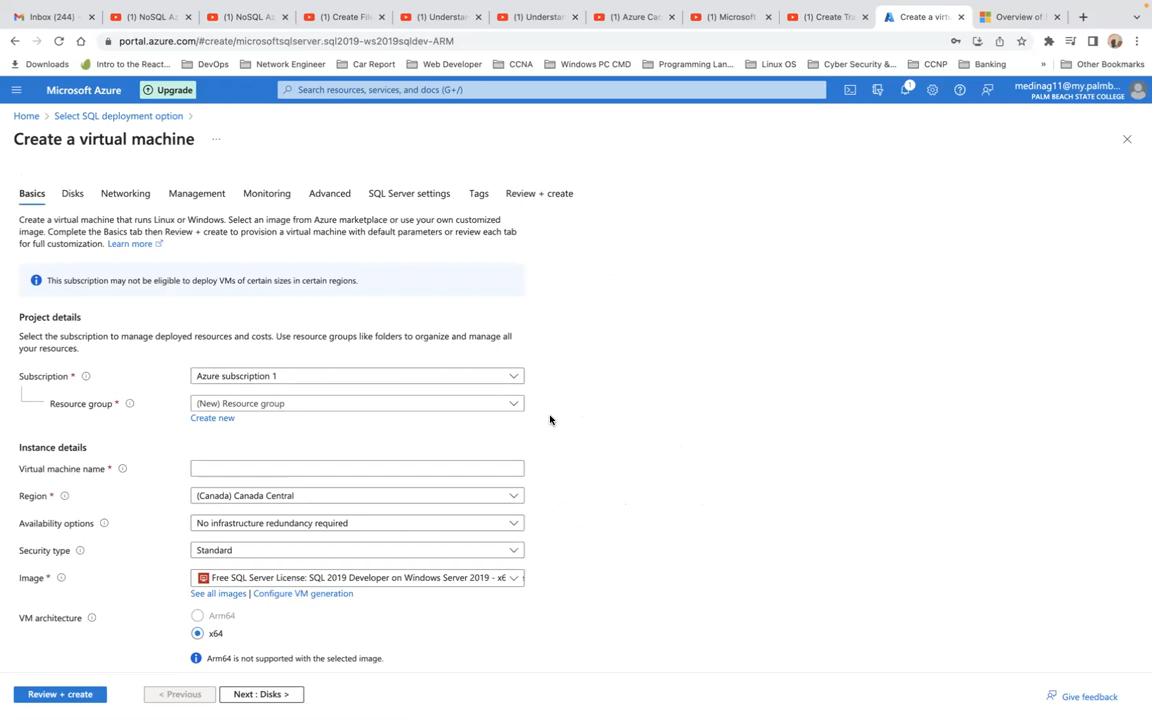 Inbox (244)
(1) NoSQL Az
(1) NoSQL Az
(1) Create File
(1) Understan
(1) Understan
(1) Azure Cas
(1) Microsoft
(1) Create Tra
Create a virtu
Overview of
portal.azure.com/#create/microsoftsqlserver.sql2019-ws2019sqldev-ARM
Downloads
Intro to the React...
DevOps
Network Engineer
Car Report
Web Developer
CCNA
Windows PC CMD
Programming Lan...
Linux OS
Cyber Security &...
CCNP
Banking
»
Other Bookmarks
Microsoft Azure
Upgrade
Search resources, services, and docs (G+/)
1
medinag11@my.palmb...
PALM BEACH STATE COLLEGE
Home > Select SQL deployment option >
Create a virtual machine ...
Basics Disks Networking Management Monitoring Advanced SQL Server settings Tags Review + create
Create a virtual machine that runs Linux or Windows. Select an image from Azure marketplace or use your own customized
image. Complete the Basics tab then Review + create to provision a virtual machine with default parameters or review each tab
for full customization. Learn more
This subscription may not be eligible to deploy VMs of certain sizes in certain regions.
Project details
Select the subscription to manage deployed resources and costs. Use resource groups like folders to organize and manage all
your resources.
Subscription * Azure subscription 1
Resource group * (New) Resource group
Create new
Instance details
Virtual machine name *
Region * (Canada) Canada Central
Availability options No infrastructure redundancy required
Security type Standard
Image * Free SQL Server License: SQL 2019 Developer on Windows Server 2019 - x6
See all images | Configure VM generation
VM architecture Arm64
x64
Arm64 is not supported with the selected image.
Review + create < Previous Next : Disks > Give feedback